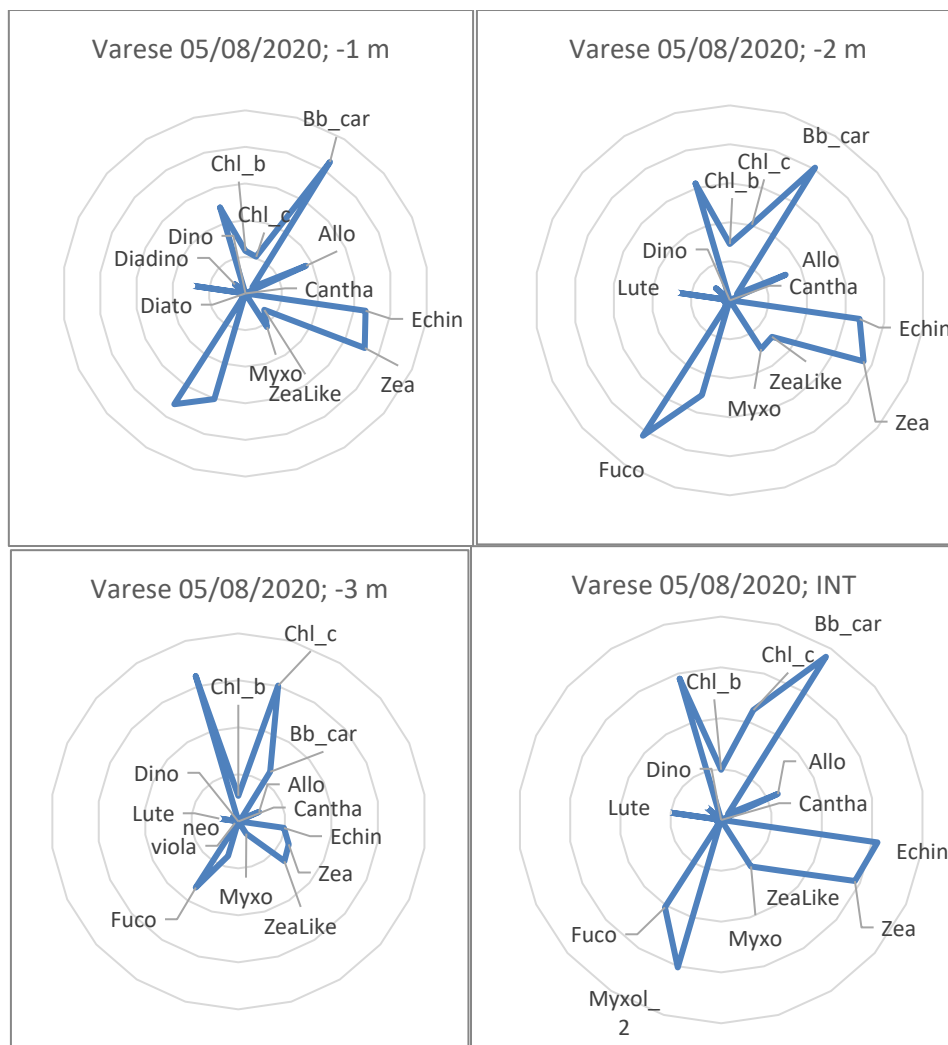 Varese 05/08/2020; -1 m
Bb_car
Chl_b
Chl_c
Dino
Allo
Diadino
Cantha
Diato
Echin
Myxo
Zea
ZeaLike
Varese 05/08/2020; -2 m
Bb_car
Chl_c
Chl_b
Dino
Allo
Lute
Cantha
Echin
ZeaLike
Myxo
Zea
Fuco
Varese 05/08/2020; -3 m
Chl_c
Chl_b
Bb_car
Dino
Allo
Lute
Cantha
neo
Echin
viola
Zea
Myxo
Fuco
ZeaLike
Varese 05/08/2020; INT
Bb_car
Chl_c
Chl_b
Dino
Allo
Lute
Cantha
Echin
ZeaLike
Zea
Fuco
Myxo
Myxol_
2